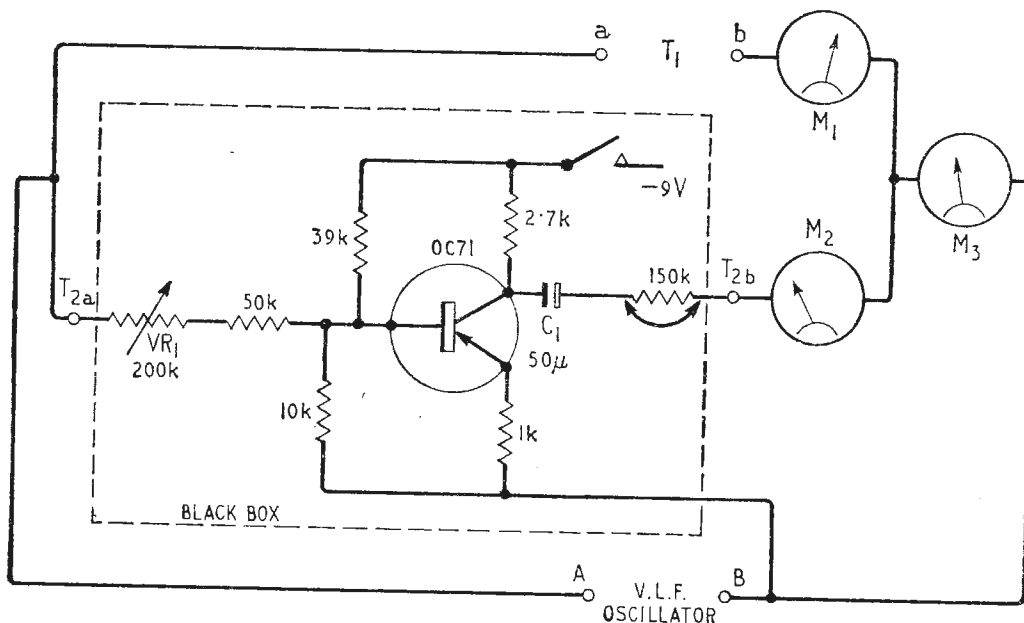 a
T1
b
M1
M3
-9V
39k
2·7k
OC71
M2
150k
T2b
T2a
50k
C1
50μ
VR1
200k
10k
1k
BLACK BOX
A
V.L.F.
OSCILLATOR
B